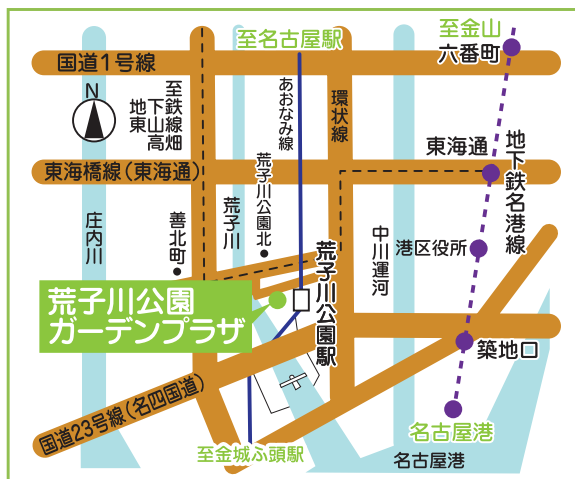 至金山
至名古屋駅
六番町
国道1号線
N
至鉄線畑
下山高
地東
あおなみ線
環状線
地下鉄名港線
東海通
東海橋線(東海通)
荒子川公園北
庄内川
善北町
荒子川
中川運河
港区役所
荒子川公園駅
荒子川公園
ガーデンプラザ
築地口
国道23号線(名四国道)
名古屋港
至金城ふ頭駅
名古屋港